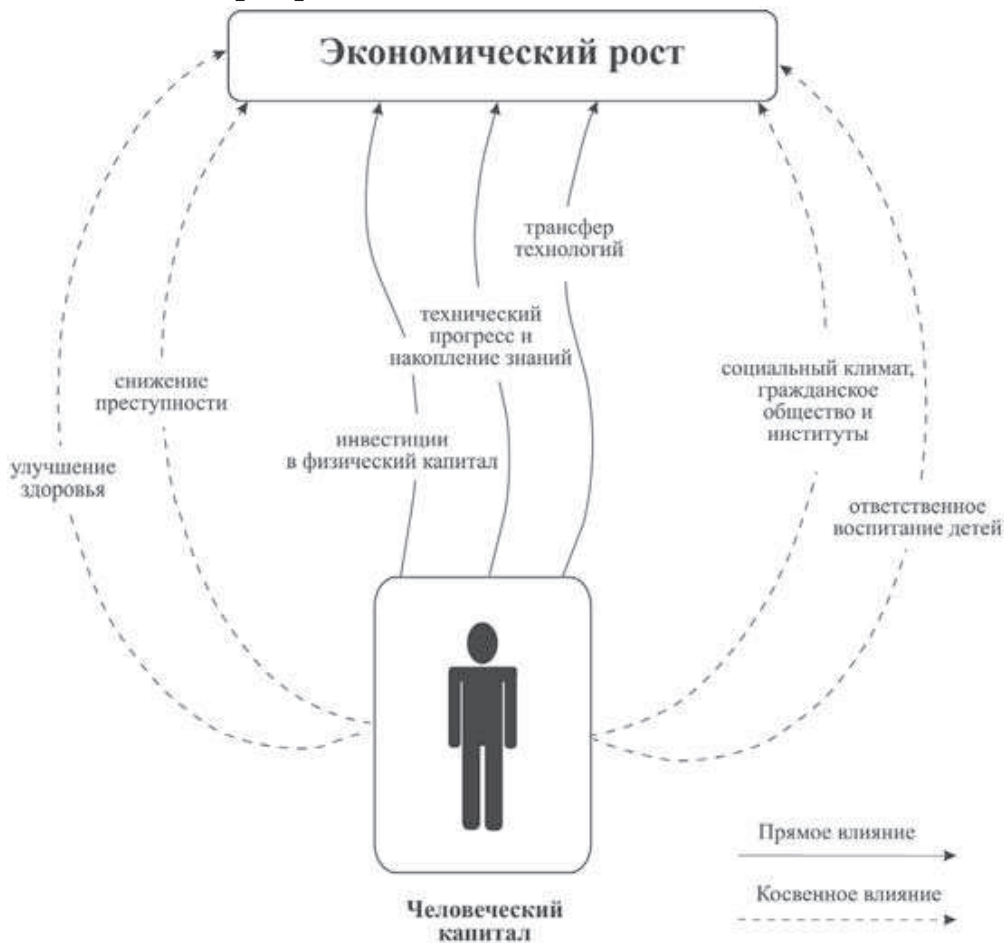 Экономический рост
трансфер
технологий
технический
прогресс и
накопление знаний
снижение
преступности
социальный климат,
гражданское
общество и
институты
инвестиции
в физический капитал
улучшение
здоровья
ответственное
воспитание детей
Прямое влияние
Косвенное влияние
Человеческий
капитал